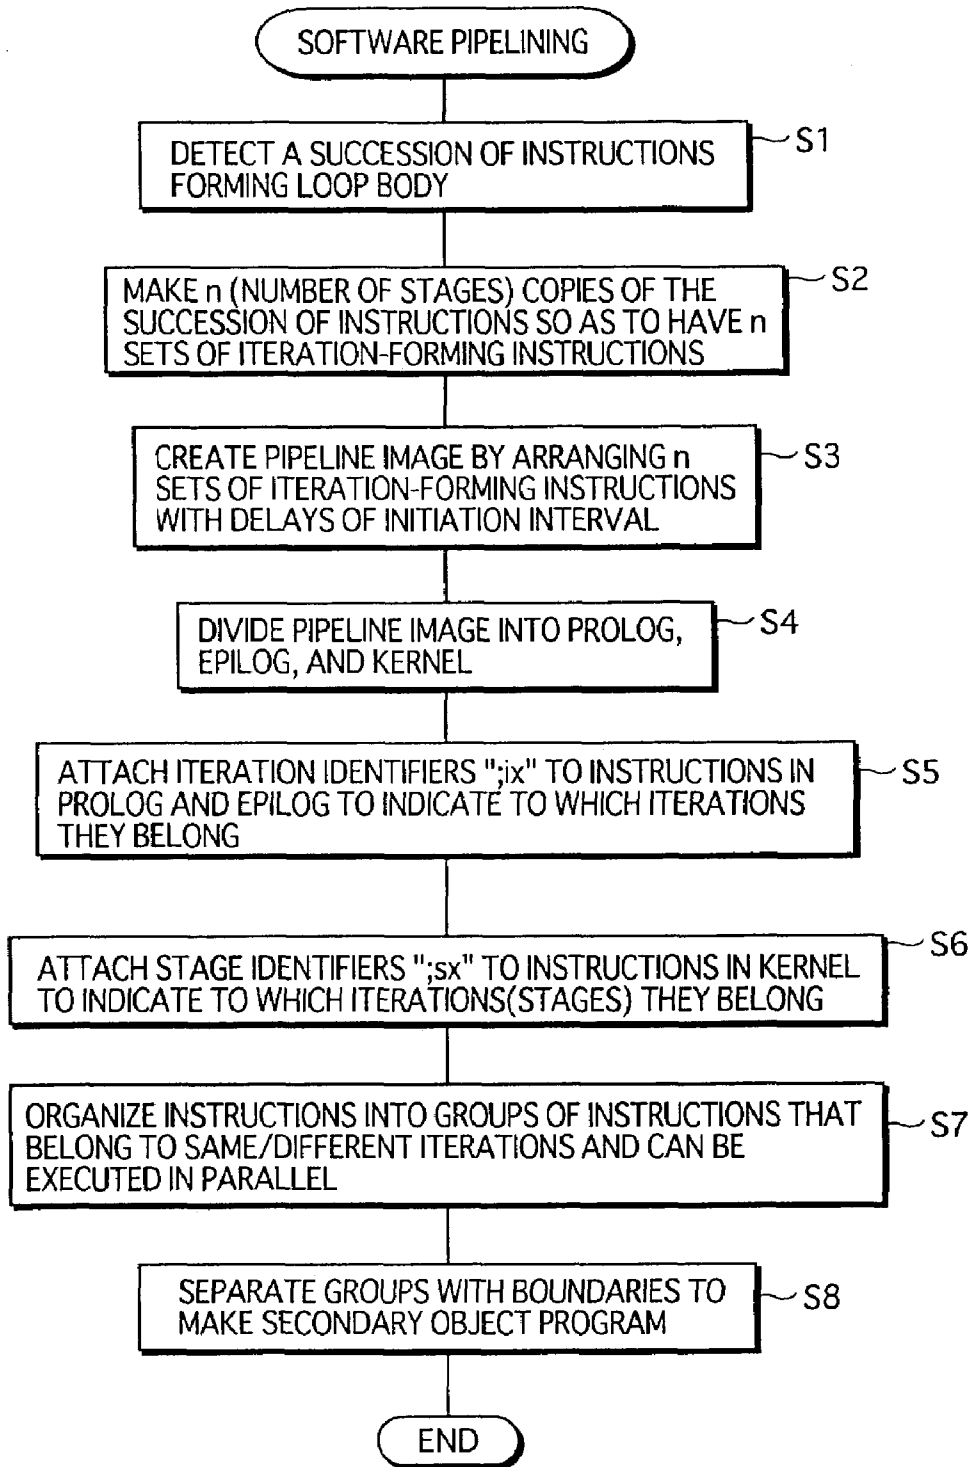 SOFTWARE PIPELINING
S1
DETECT A SUCCESSION OF INSTRUCTIONS
FORMING LOOP BODY
S2
MAKE n (NUMBER OF STAGES) COPIES OF THE
SUCCESSION OF INSTRUCTIONS SO AS TO HAVE n
SETS OF ITERATION-FORMING INSTRUCTIONS
S3
CREATE PIPELINE IMAGE BY ARRANGING n
SETS OF ITERATION-FORMING INSTRUCTIONS
WITH DELAYS OF INITIATION INTERVAL
S4
DIVIDE PIPELINE IMAGE INTO PROLOG,
EPILOG, AND KERNEL
S5
ATTACH ITERATION IDENTIFIERS ";ix" TO INSTRUCTIONS IN
PROLOG AND EPILOG TO INDICATE TO WHICH ITERATIONS
THEY BELONG
S6
ATTACH STAGE IDENTIFIERS ";sx" TO INSTRUCTIONS IN KERNEL
TO INDICATE TO WHICH ITERATIONS(STAGES) THEY BELONG
S7
ORGANIZE INSTRUCTIONS INTO GROUPS OF INSTRUCTIONS THAT
BELONG TO SAME/DIFFERENT ITERATIONS AND CAN BE
EXECUTED IN PARALLEL
S8
SEPARATE GROUPS WITH BOUNDARIES TO
MAKE SECONDARY OBJECT PROGRAM
END